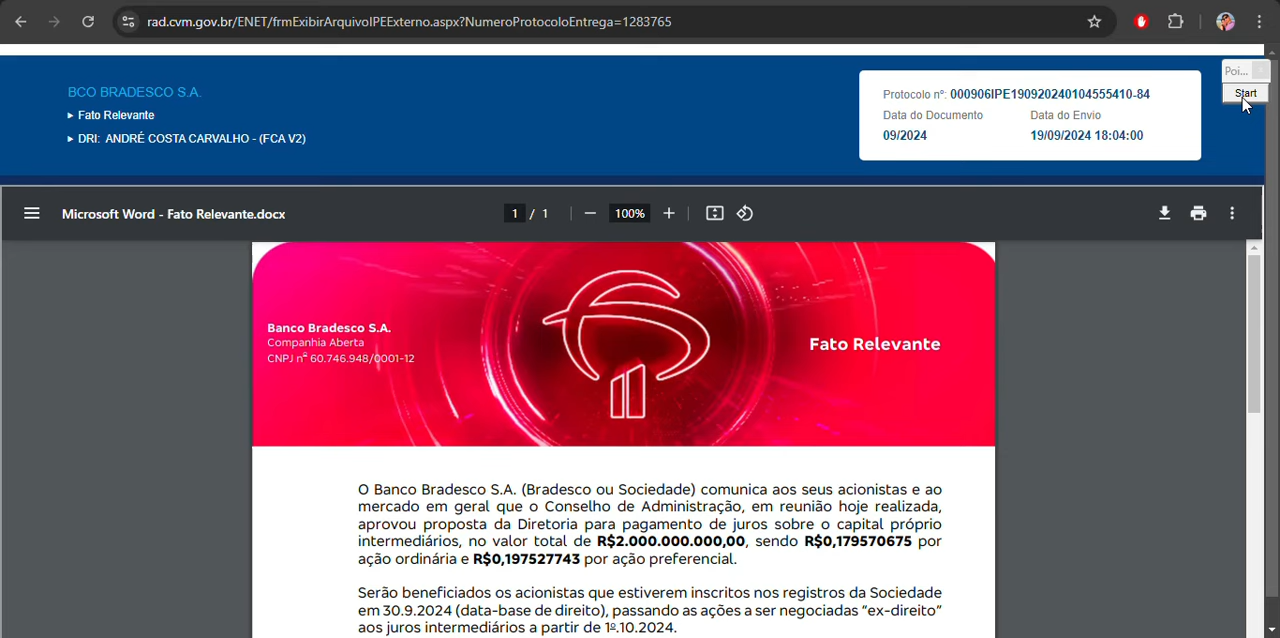 rad.cvm.gov.br/ENET/frmExibirArquivoIPEExterno.aspx?NumeroProtocoloEntrega=1283765
BCO BRADESCO S.A.
Fato Relevante
DRI: ANDRÉ COSTA CARVALHO - (FCA V2)
Protocolo nº: 000906IPE190920240104555410-84
Data do Documento Data do Envio
09/2024 19/09/2024 18:04:00
Poi...
Start
Microsoft Word - Fato Relevante.docx
1 / 1
100%
Banco Bradesco S.A.
Companhia Aberta
CNPJ nº 60.746.948/0001-12
Fato Relevante
O Banco Bradesco S.A. (Bradesco ou Sociedade) comunica aos seus acionistas e ao
mercado em geral que o Conselho de Administração, em reunião hoje realizada,
aprovou proposta da Diretoria para pagamento de juros sobre o capital próprio
intermediários, no valor total de R$2.000.000.000,00, sendo R$0,179570675 por
ação ordinária e R$0,197527743 por ação preferencial.
Serão beneficiados os acionistas que estiverem inscritos nos registros da Sociedade
em 30.9.2024 (data-base de direito), passando as ações a ser negociadas “ex-direito”
aos juros intermediários a partir de 1º.10.2024.